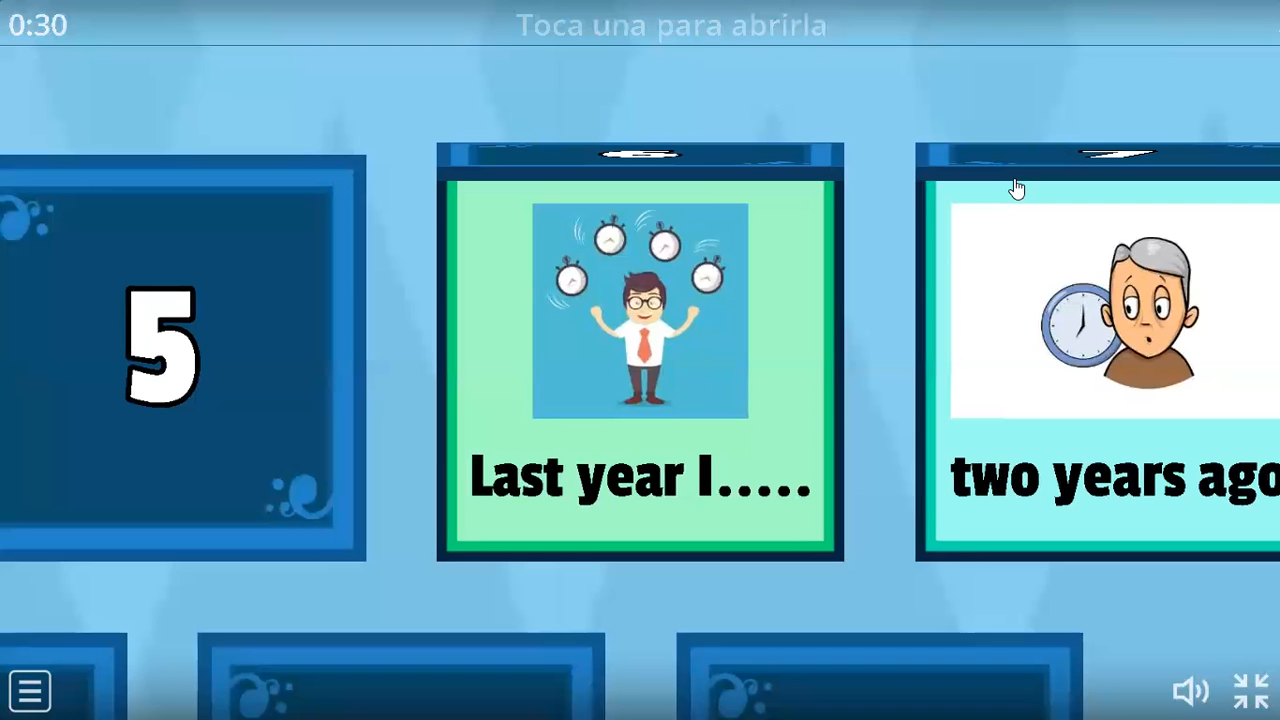 0:30
Toca una para abrirla
5
Last year I.....
two years ago